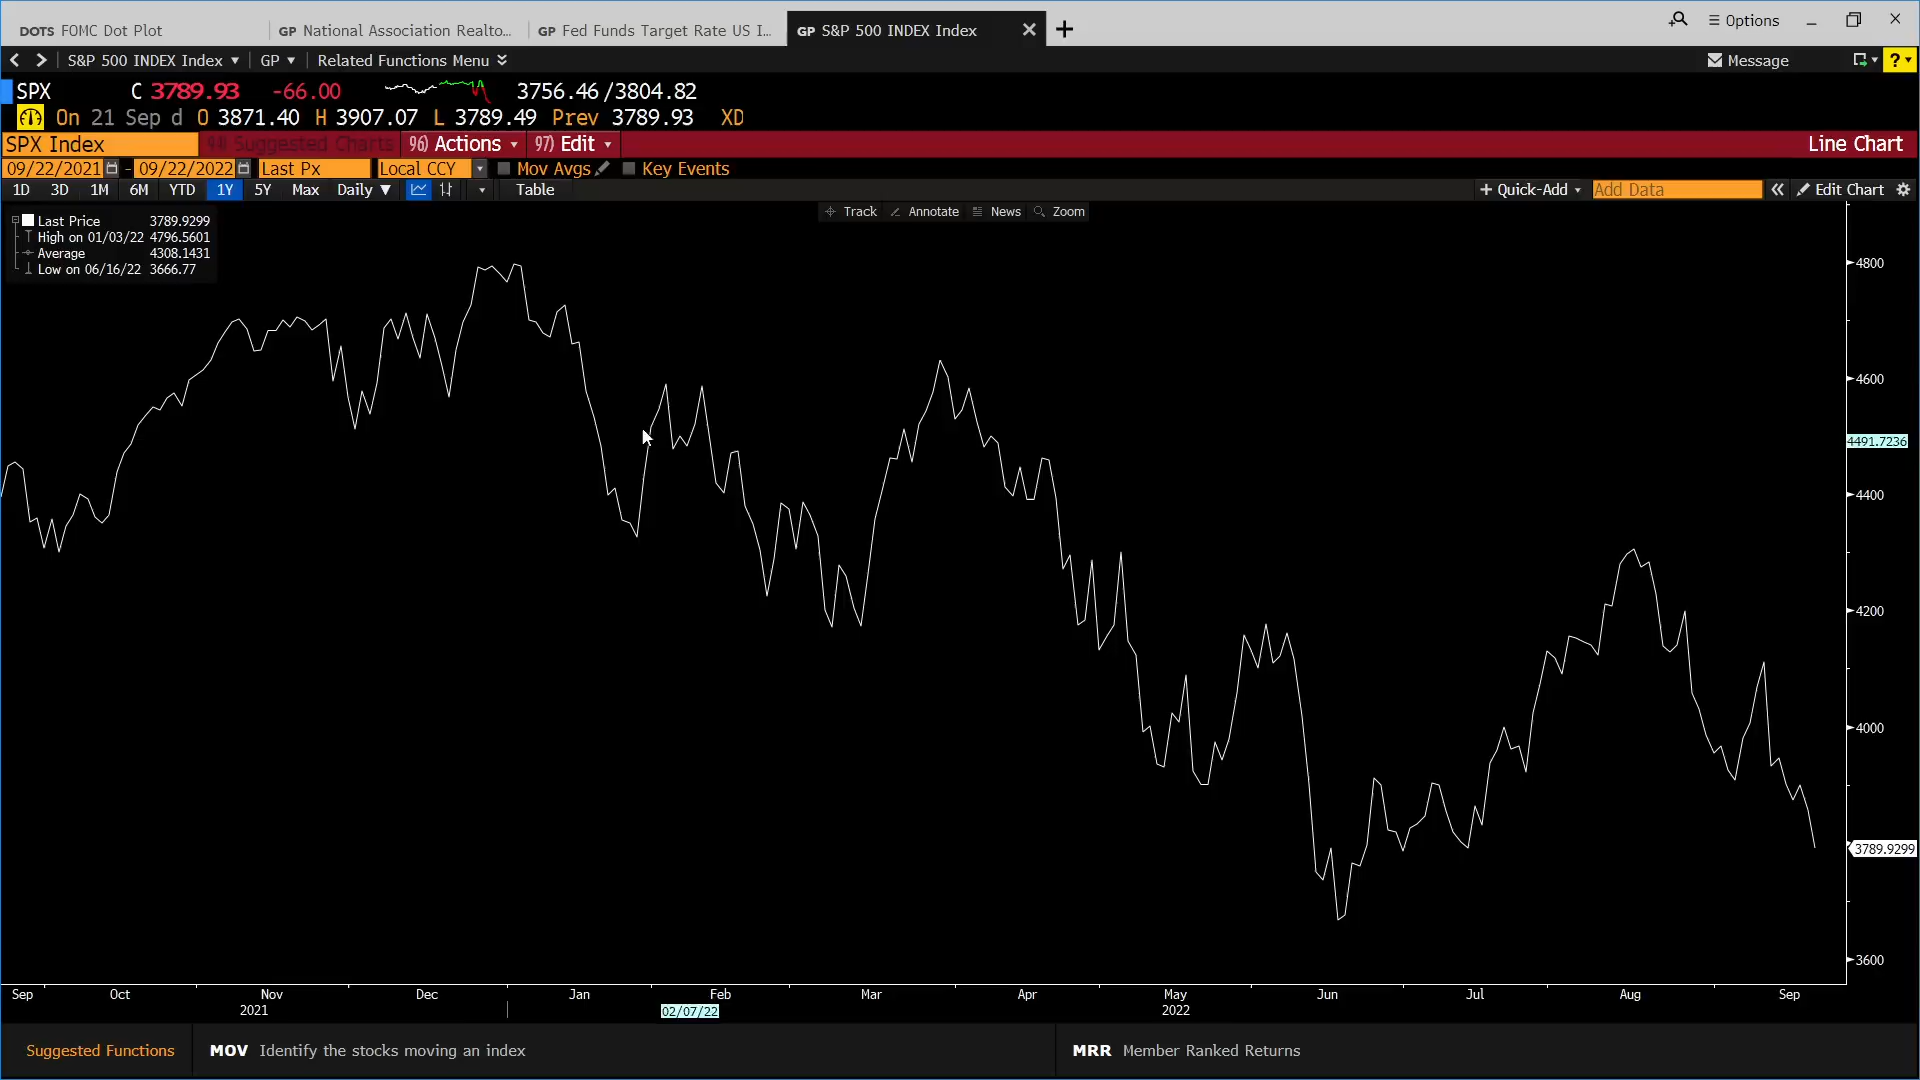 DOTS FOMC Dot Plot
GP National Association Realto...
GP Fed Funds Target Rate US I...
GP S&P 500 INDEX Index
Options
S&P 500 INDEX Index GP Related Functions Menu
Message
?
SPX C 3789.93 -66.00 3756.46/3804.82
On 21 Sep d O 3871.40 H 3907.07 L 3789.49 Prev 3789.93 XD
SPX Index Suggested Charts 96) Actions 97) Edit Line Chart
09/22/2021 - 09/22/2022 Last Px Local CCY Mov Avgs Key Events
1D 3D 1M 6M YTD 1Y 5Y Max Daily ▼ Table + Quick-Add Add Data « Edit Chart
Track Annotate News Zoom
Last Price 3789.9299
High on 01/03/22 4796.5601
Average 4308.1431
Low on 06/16/22 3666.77
4800
4600
4491.7236
4400
4200
4000
3789.9299
3600
Sep Oct Nov Dec Jan Feb Mar Apr May Jun Jul Aug Sep
2021 02/07/22 2022
Suggested Functions MOV Identify the stocks moving an index MRR Member Ranked Returns